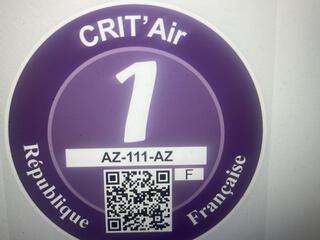 CRIT'Air
1
AZ-111-AZ
F
République
Française